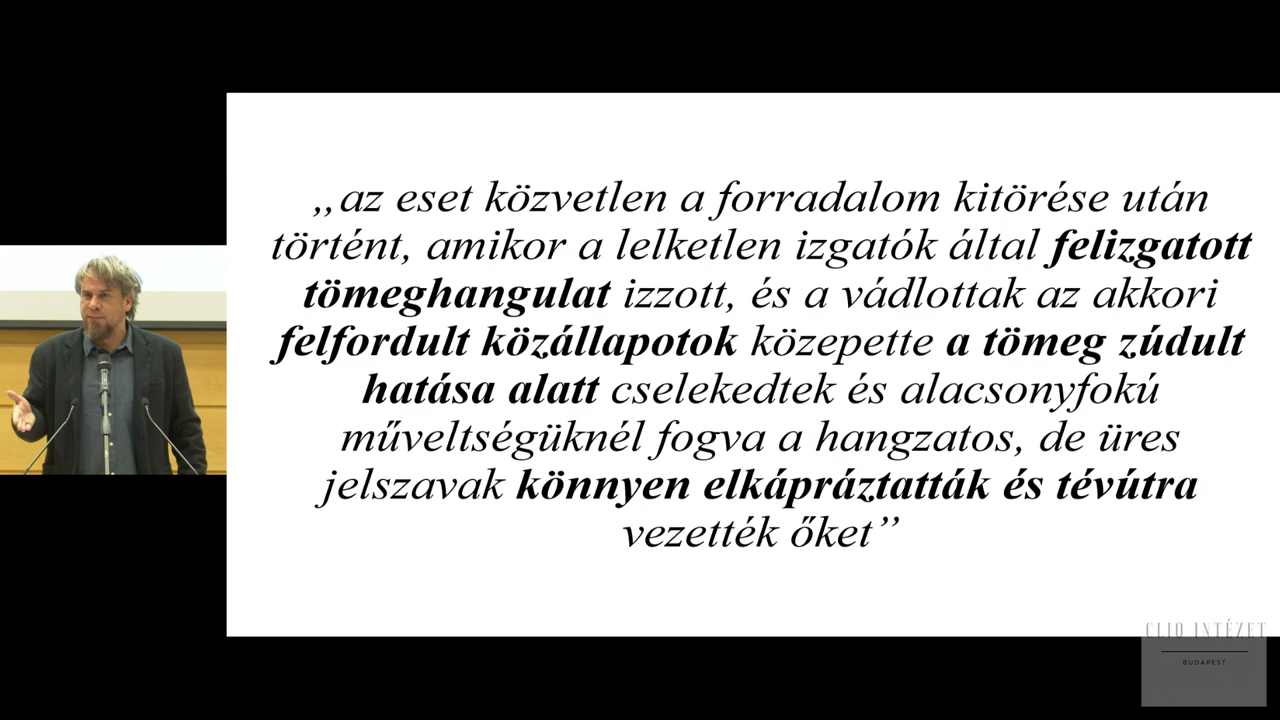 „az eset közvetlen a forradalom kitörése után
történt, amikor a lelketlen izgatók által felizgatott
tömeghangulat izzott, és a vádlottak az akkori
felfordult közállapotok közepette a tömeg zúdult
hatása alatt cselekedtek és alacsonyfokú
műveltségüknél fogva a hangzatos, de üres
jelszavak könnyen elkápráztatták és tévútra
vezették őket”
CLIO INTÉZET
BUDAPEST